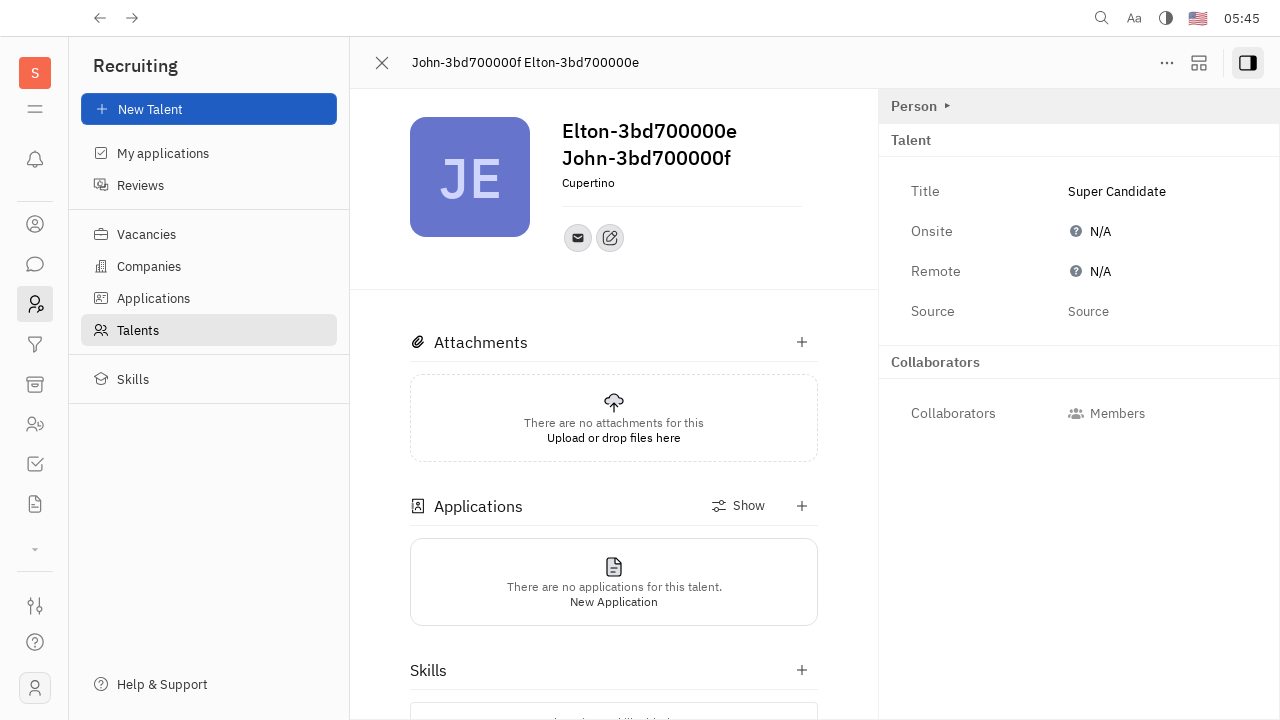 Aa
05:45
S
Recruiting
New Talent
My applications
Reviews
Vacancies
Companies
Applications
Talents
Skills
Help & Support
John-3bd700000f Elton-3bd700000e
JE
Elton-3bd700000e
John-3bd700000f
Cupertino
Attachments
There are no attachments for this
Upload or drop files here
Applications
Show
There are no applications for this talent.
New Application
Skills
Person
Talent
Title
Super Candidate
Onsite
N/A
Remote
N/A
Source
Source
Collaborators
Collaborators
Members